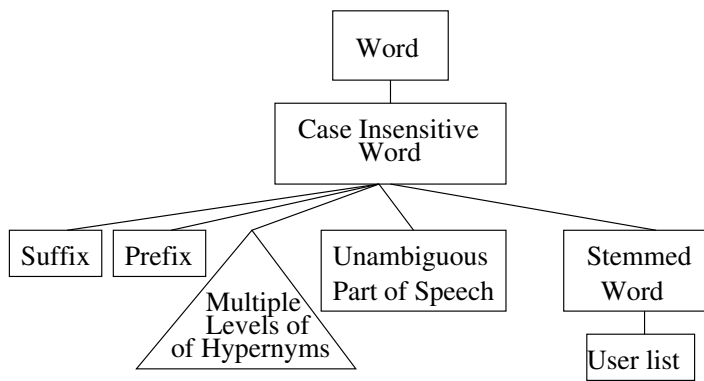 Word
Case Insensitive
Word
Suffix
Prefix
Multiple
Levels of
of Hypernyms
Unambiguous
Part of Speech
Stemmed
Word
User list